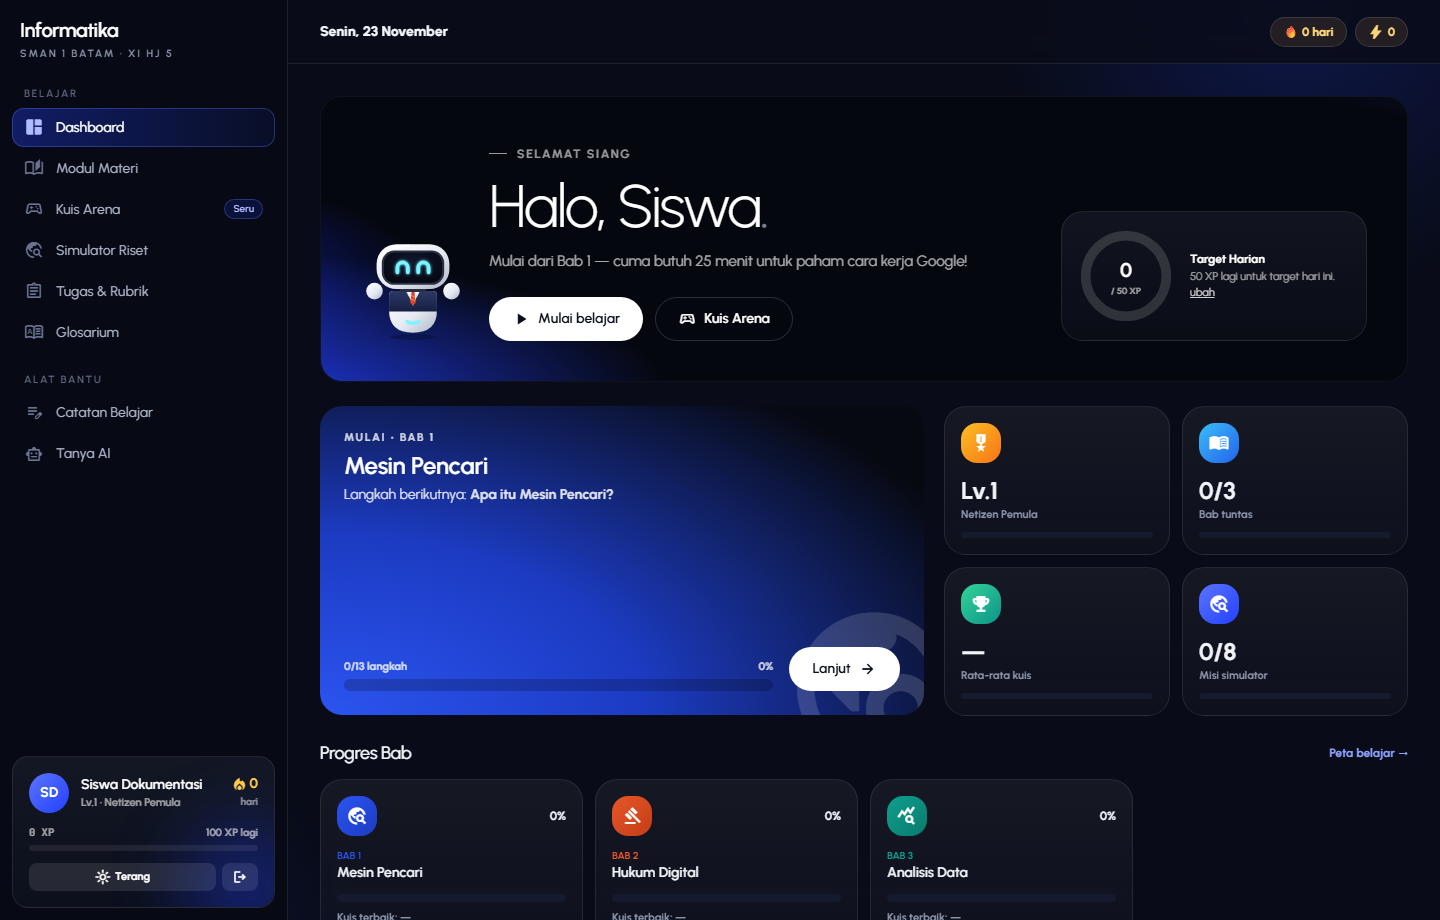 Informatika
SMAN 1 BATAM · XI HJ 5
BELAJAR
Dashboard
Modul Materi
Kuis Arena
Seru
Simulator Riset
Tugas & Rubrik
Glosarium
ALAT BANTU
Catatan Belajar
Tanya AI
SD
Siswa Dokumentasi
Lv.1 · Netizen Pemula
0
hari
0 XP
100 XP lagi
Terang
Senin, 23 November
0 hari
0
SELAMAT SIANG
Halo, Siswa.
Mulai dari Bab 1 — cuma butuh 25 menit untuk paham cara kerja Google!
Mulai belajar
Kuis Arena
0
/ 50 XP
Target Harian
50 XP lagi untuk target hari ini.
ubah
MULAI · BAB 1
Mesin Pencari
Langkah berikutnya: Apa itu Mesin Pencari?
0/13 langkah
0%
Lanjut →
Lv.1
Netizen Pemula
0/3
Bab tuntas
—
Rata-rata kuis
0/8
Misi simulator
Progres Bab
Peta belajar →
0%
BAB 1
Mesin Pencari
Kuis terbaik: —
0%
BAB 2
Hukum Digital
Kuis terbaik: —
0%
BAB 3
Analisis Data
Kuis terbaik: —